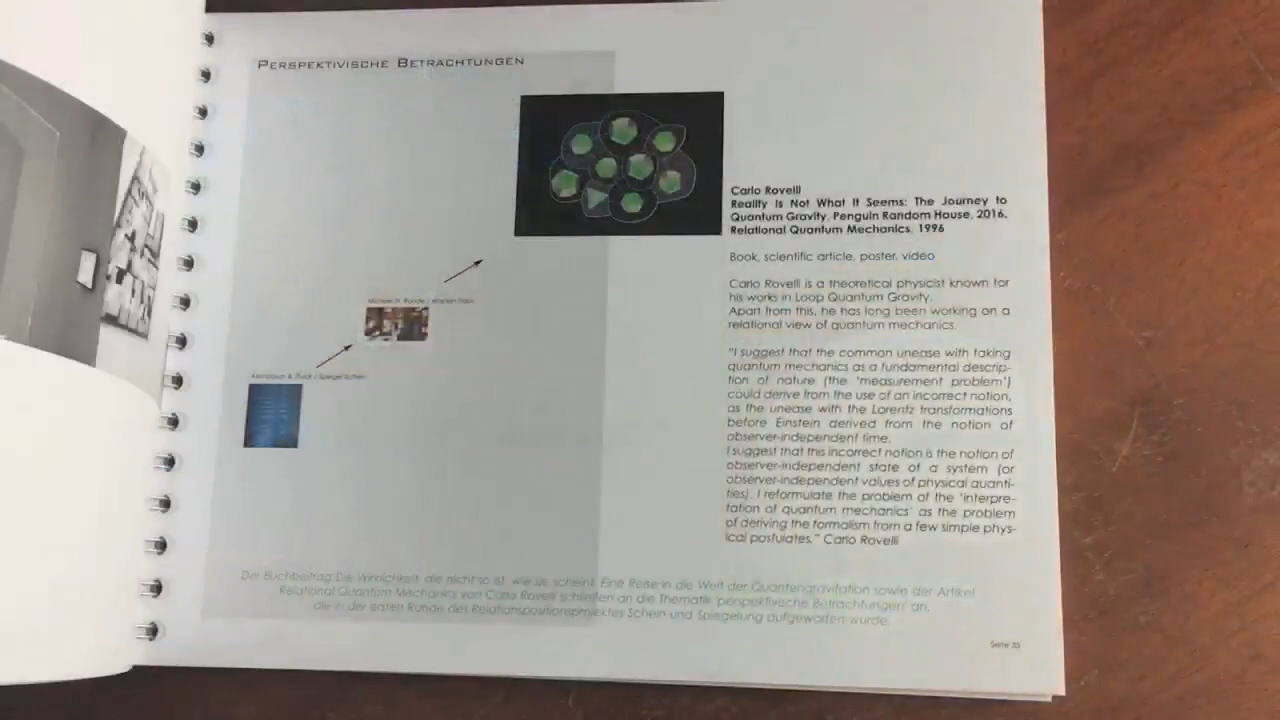 PERSPEKTIVISCHE BETRACHTUNGEN
Carlo Rovelli
Reality Is Not What It Seems: The Journey to
Quantum Gravity, Penguin Random House, 2016.
Relational Quantum Mechanics, 1996
Book, scientific article, poster, video
Carlo Rovelli is a theoretical physicist known for
his works in Loop Quantum Gravity.
Apart from this, he has long been working on a
relational view of quantum mechanics.
"I suggest that the common unease with taking
quantum mechanics as a fundamental descrip-
tion of nature (the 'measurement problem')
could derive from the use of an incorrect notion,
as the unease with the Lorentz transformations
before Einstein derived from the notion of
observer-independent time.
I suggest that this incorrect notion is the notion of
observer-independent state of a system (or
observer-independent values of physical quanti-
ties). I reformulate the problem of the 'interpre-
tation of quantum mechanics' as the problem
of deriving the formalism from a few simple phys-
ical postulates." Carlo Rovelli
Michael H. Rohde /
/ Spiegel Schein
Der Buchbeitrag Die Wirklichkeit, die nicht so ist, wie sie scheint. Eine Reise in die Welt der Quantengravitation sowie der Artikel
Relational Quantum Mechanics von Carlo Rovelli schließen an die Thematik 'perspektivische Betrachtungen' an,
die in der ersten Runde des Relationspositionsprojektes Schein und Spiegelung aufgeworfen wurde.
Seite 35